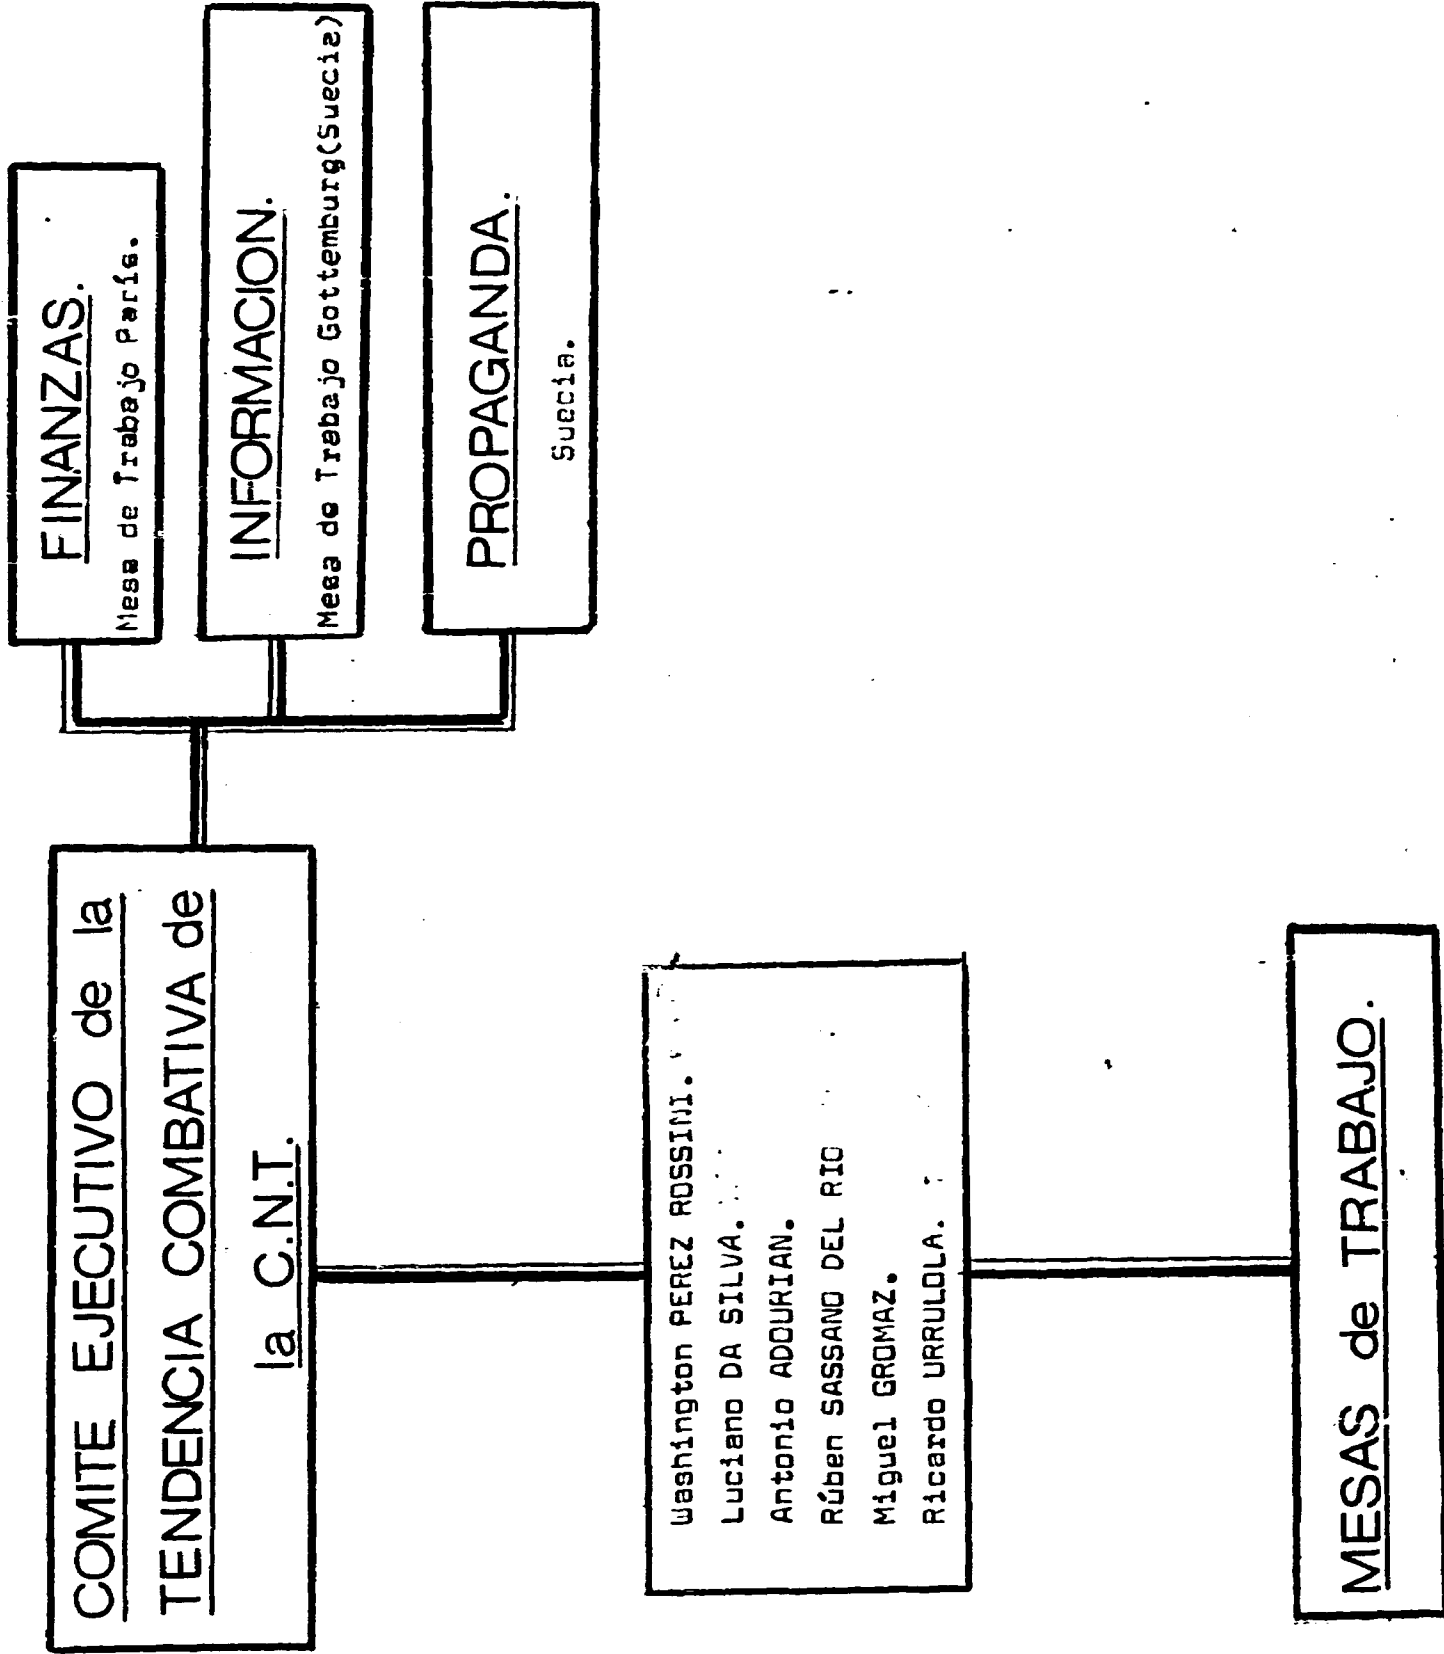 COMITE EJECUTIVO de la
TENDENCIA COMBATIVA de
la C.N.T.
FINANZAS.
Mesa de Trabajo París.
INFORMACION.
Mesa de Trabajo Gottemburg(Suecia)
PROPAGANDA.
Suecia.
Washington PEREZ ROSSINI.
Luciano DA SILVA.
Antonio ADOURIAN.
Rúben SASSANO DEL RIO
Miguel GROMAZ.
Ricardo URRULOLA.
MESAS de TRABAJO.